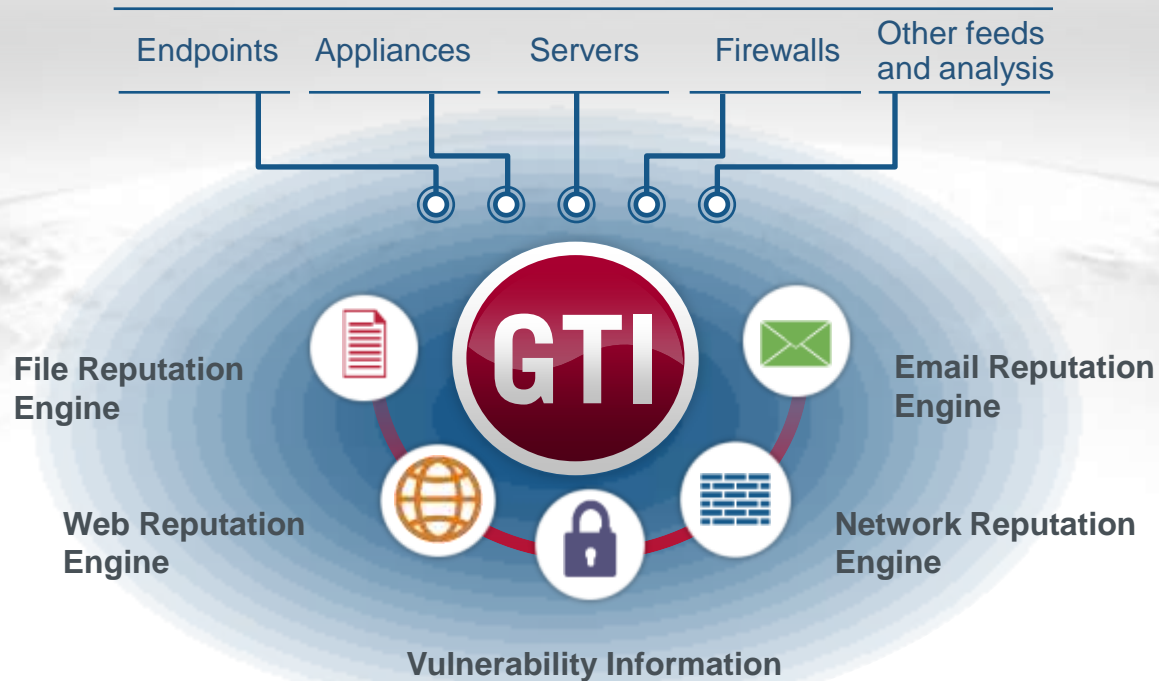 Endpoints
Appliances
Servers
Firewalls
Other feeds
and analysis
GTI
File Reputation
Engine
Email Reputation
Engine
Web Reputation
Engine
Network Reputation
Engine
Vulnerability Information